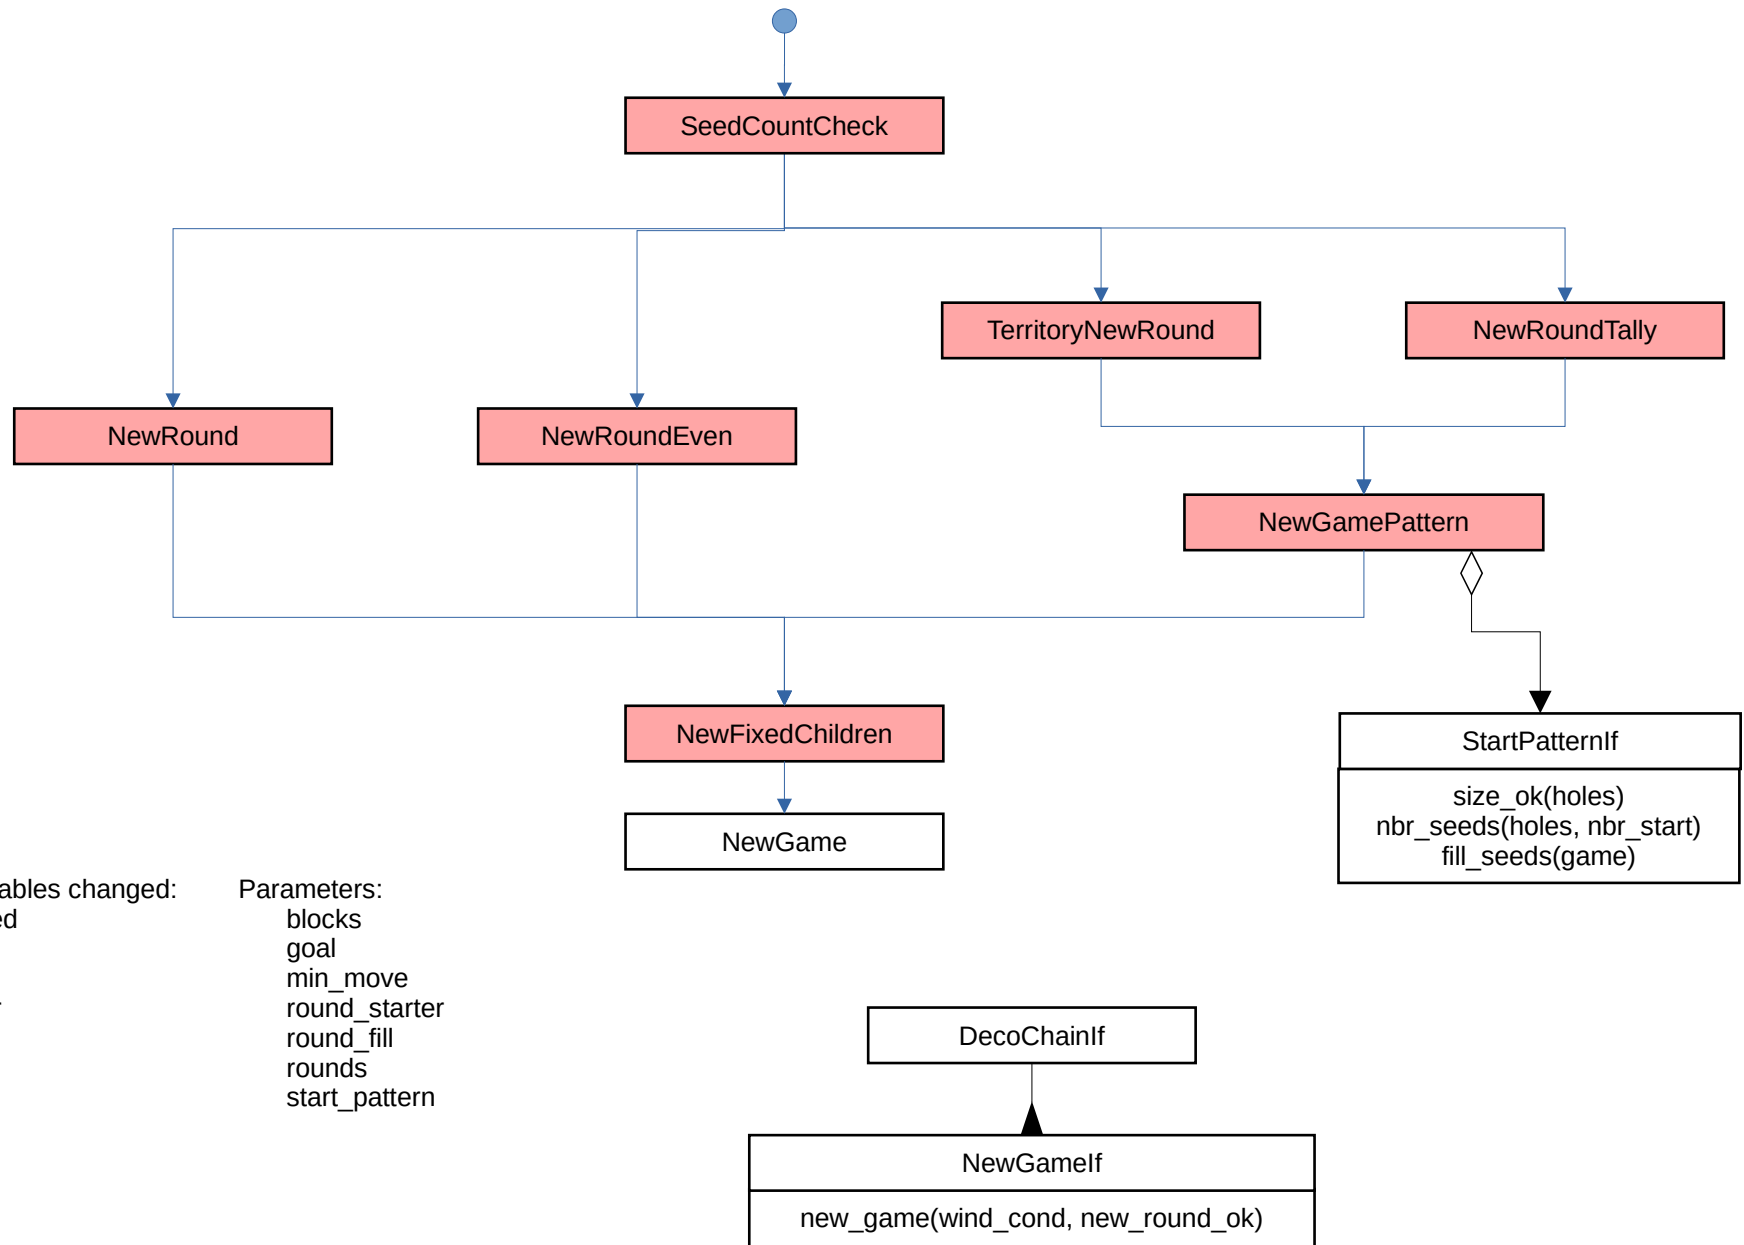 SeedCountCheck
TerritoryNewRound
NewRoundTally
NewRound
NewRoundEven
NewGamePattern
NewFixedChildren
NewGame
StartPatternIf
size_ok(holes)
nbr_seeds(holes, nbr_start)
fill_seeds(game)
changed:
Parameters:
blocks
goal
min_move
round_starter
round_fill
rounds
start_pattern
DecoChainIf
NewGameIf
new_game(wind_cond, new_round_ok)